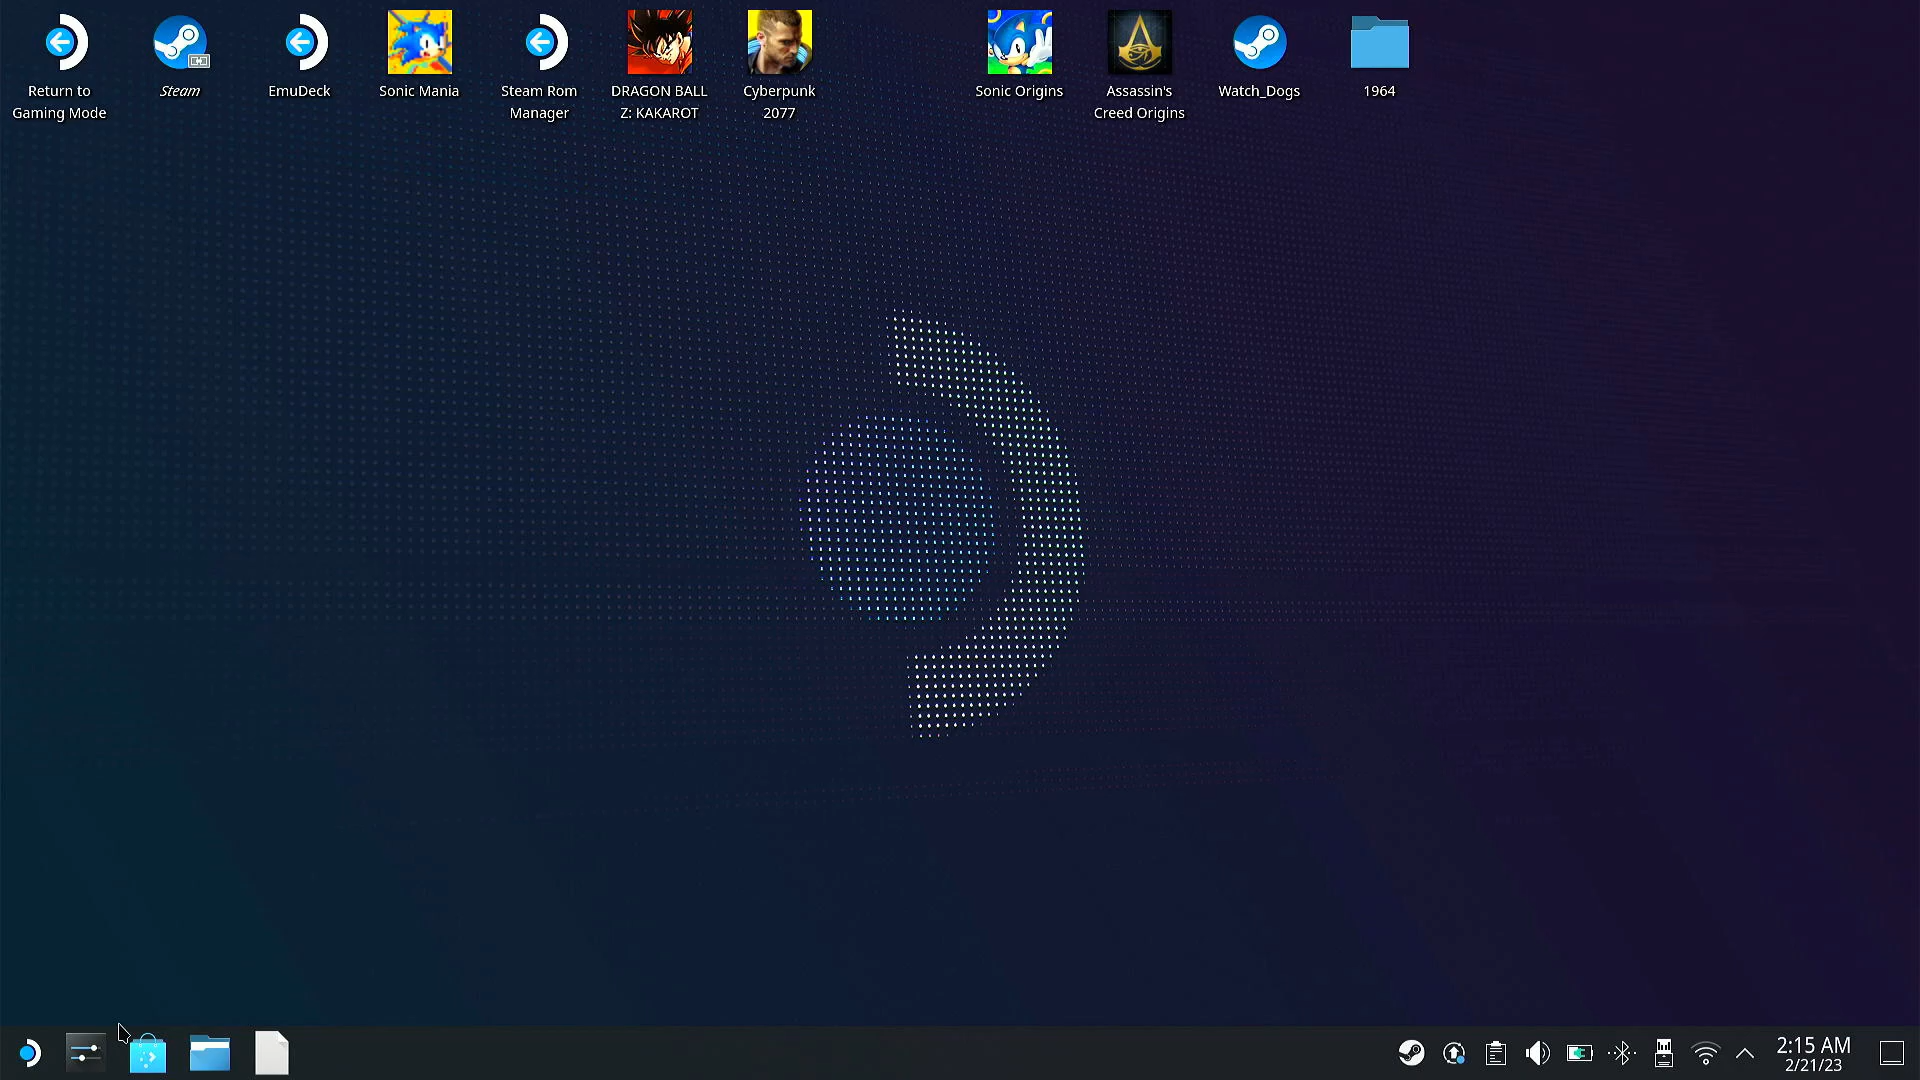 Return to
Gaming Mode
Steam
EmuDeck
Sonic Mania
Steam Rom
Manager
DRAGON BALL
Z: KAKAROT
Cyberpunk
2077
Sonic Origins
Assassin's
Creed Origins
Watch_Dogs
1964
2:15 AM
2/21/23